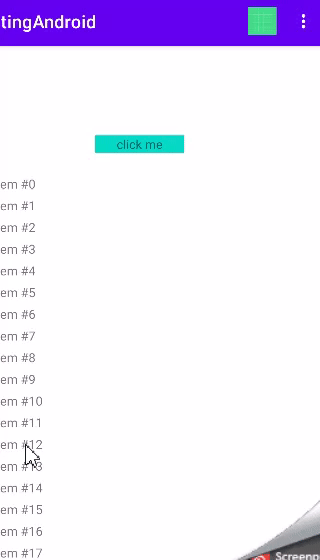 tingAndroid
click me
em #0
em #1
em #2
em #3
em #4
em #5
em #6
em #7
em #8
em #9
em #10
em #11
em #12
em #13
em #14
em #15
em #16
em #17
Screenp